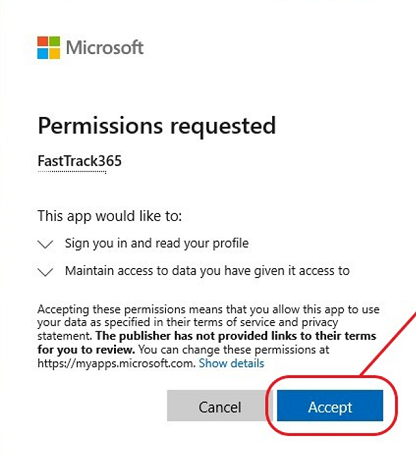 Microsoft
Permissions requested
FastTrack365
This app would like to:
Sign you in and read your profile
Maintain access to data you have given it access to
Accepting these permissions means that you allow this app to use
your data as specified in their terms of service and privacy
statement. The publisher has not provided links to their terms
for you to review. You can change these permissions at
https://myapps.microsoft.com. Show details
Cancel Accept